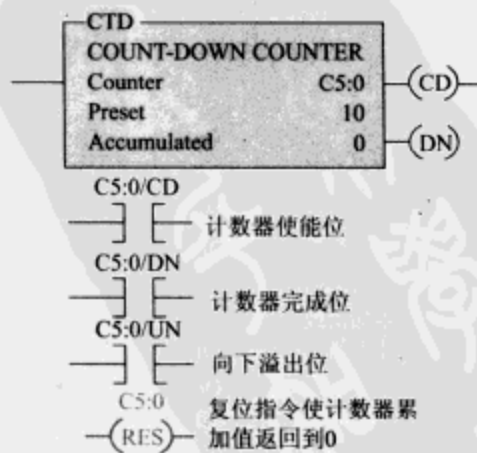 CTD
COUNT-DOWN COUNTER
Counter C5:0 (CD)
Preset 10
Accumulated 0 (DN)
C5:0/CD
计数器使能位
C5:0/DN
计数器完成位
C5:0/UN
向下溢出位
C5:0
复位指令使计数器累
(RES) 加值返回到0